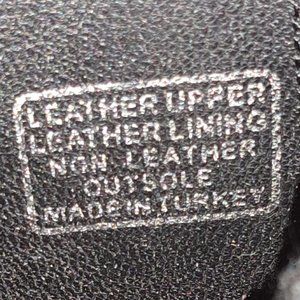 LEATHER UPPER
LEATHER LINING
NON LEATHER
OUTSOLE
MADE IN TURKEY